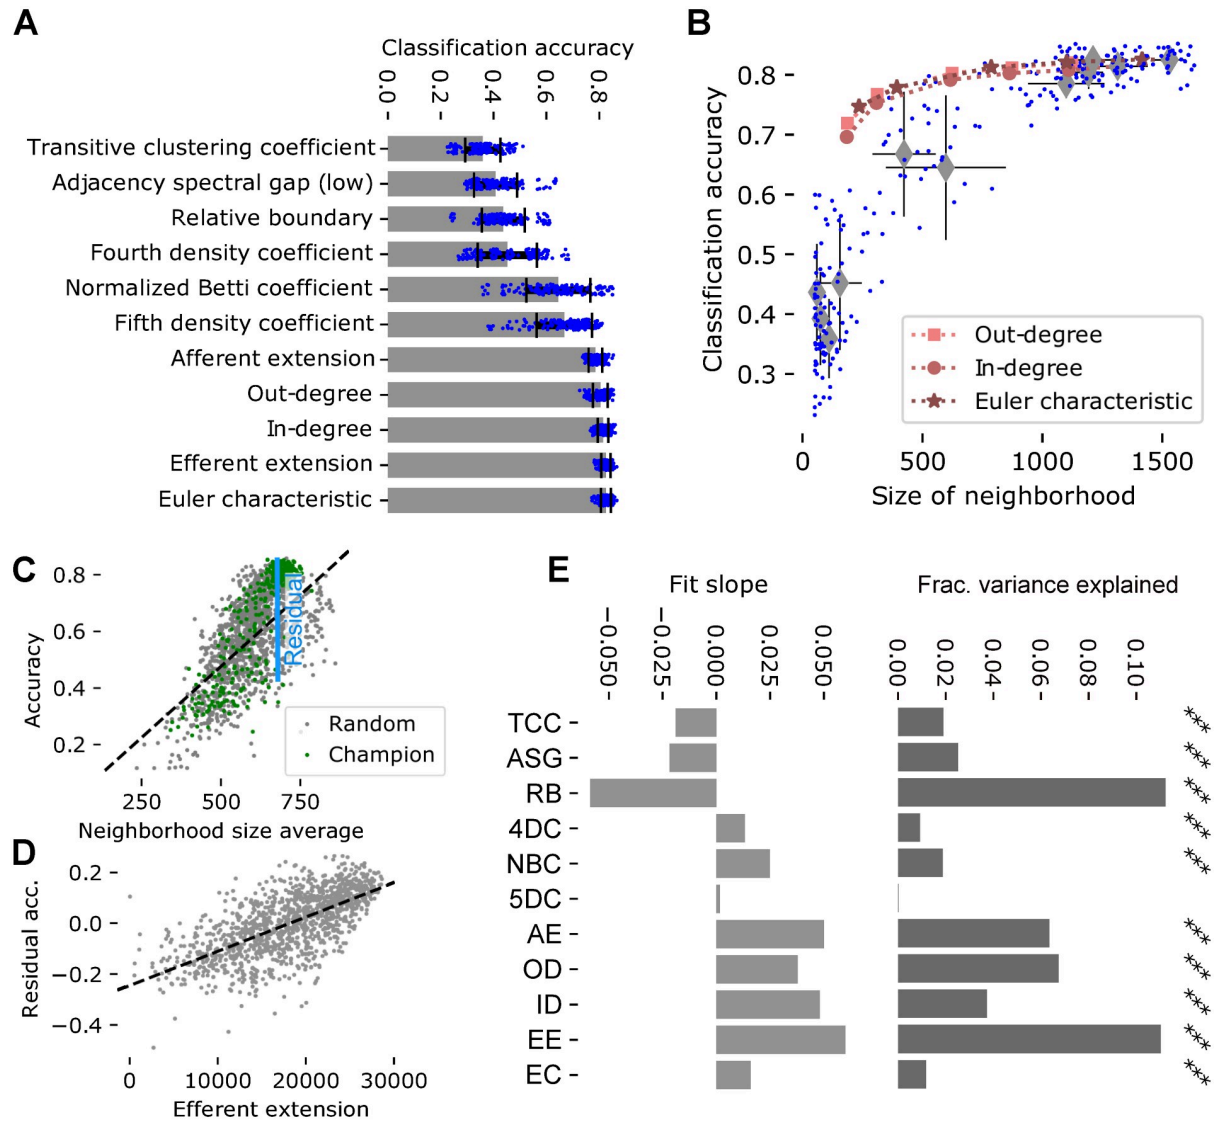 A
Classification accuracy
0.0 0.2 0.4 0.6 0.8
Transitive clustering coefficient
Adjacency spectral gap (low)
Relative boundary
Fourth density coefficient
Normalized Betti coefficient
Fifth density coefficient
Afferent extension
Out-degree
In-degree
Efferent extension
Euler characteristic
B
Classification accuracy
0.8
0.7
0.6
0.5
0.4
0.3
Out-degree
In-degree
Euler characteristic
0 500 1000 1500
Size of neighborhood
C
Accuracy
0.8
0.6
0.4
0.2
Residual
Random
Champion
250 500 750
Neighborhood size average
D
Residual acc.
0.2
0.0
−0.2
−0.4
0 10000 20000 30000
Efferent extension
E
Fit slope
−0.050 −0.025 0.000 0.025 0.050
Frac. variance explained
0.00 0.02 0.04 0.06 0.08 0.10
TCC ***
ASG ***
RB ***
4DC ***
NBC ***
5DC
AE ***
OD ***
ID ***
EE ***
EC ***